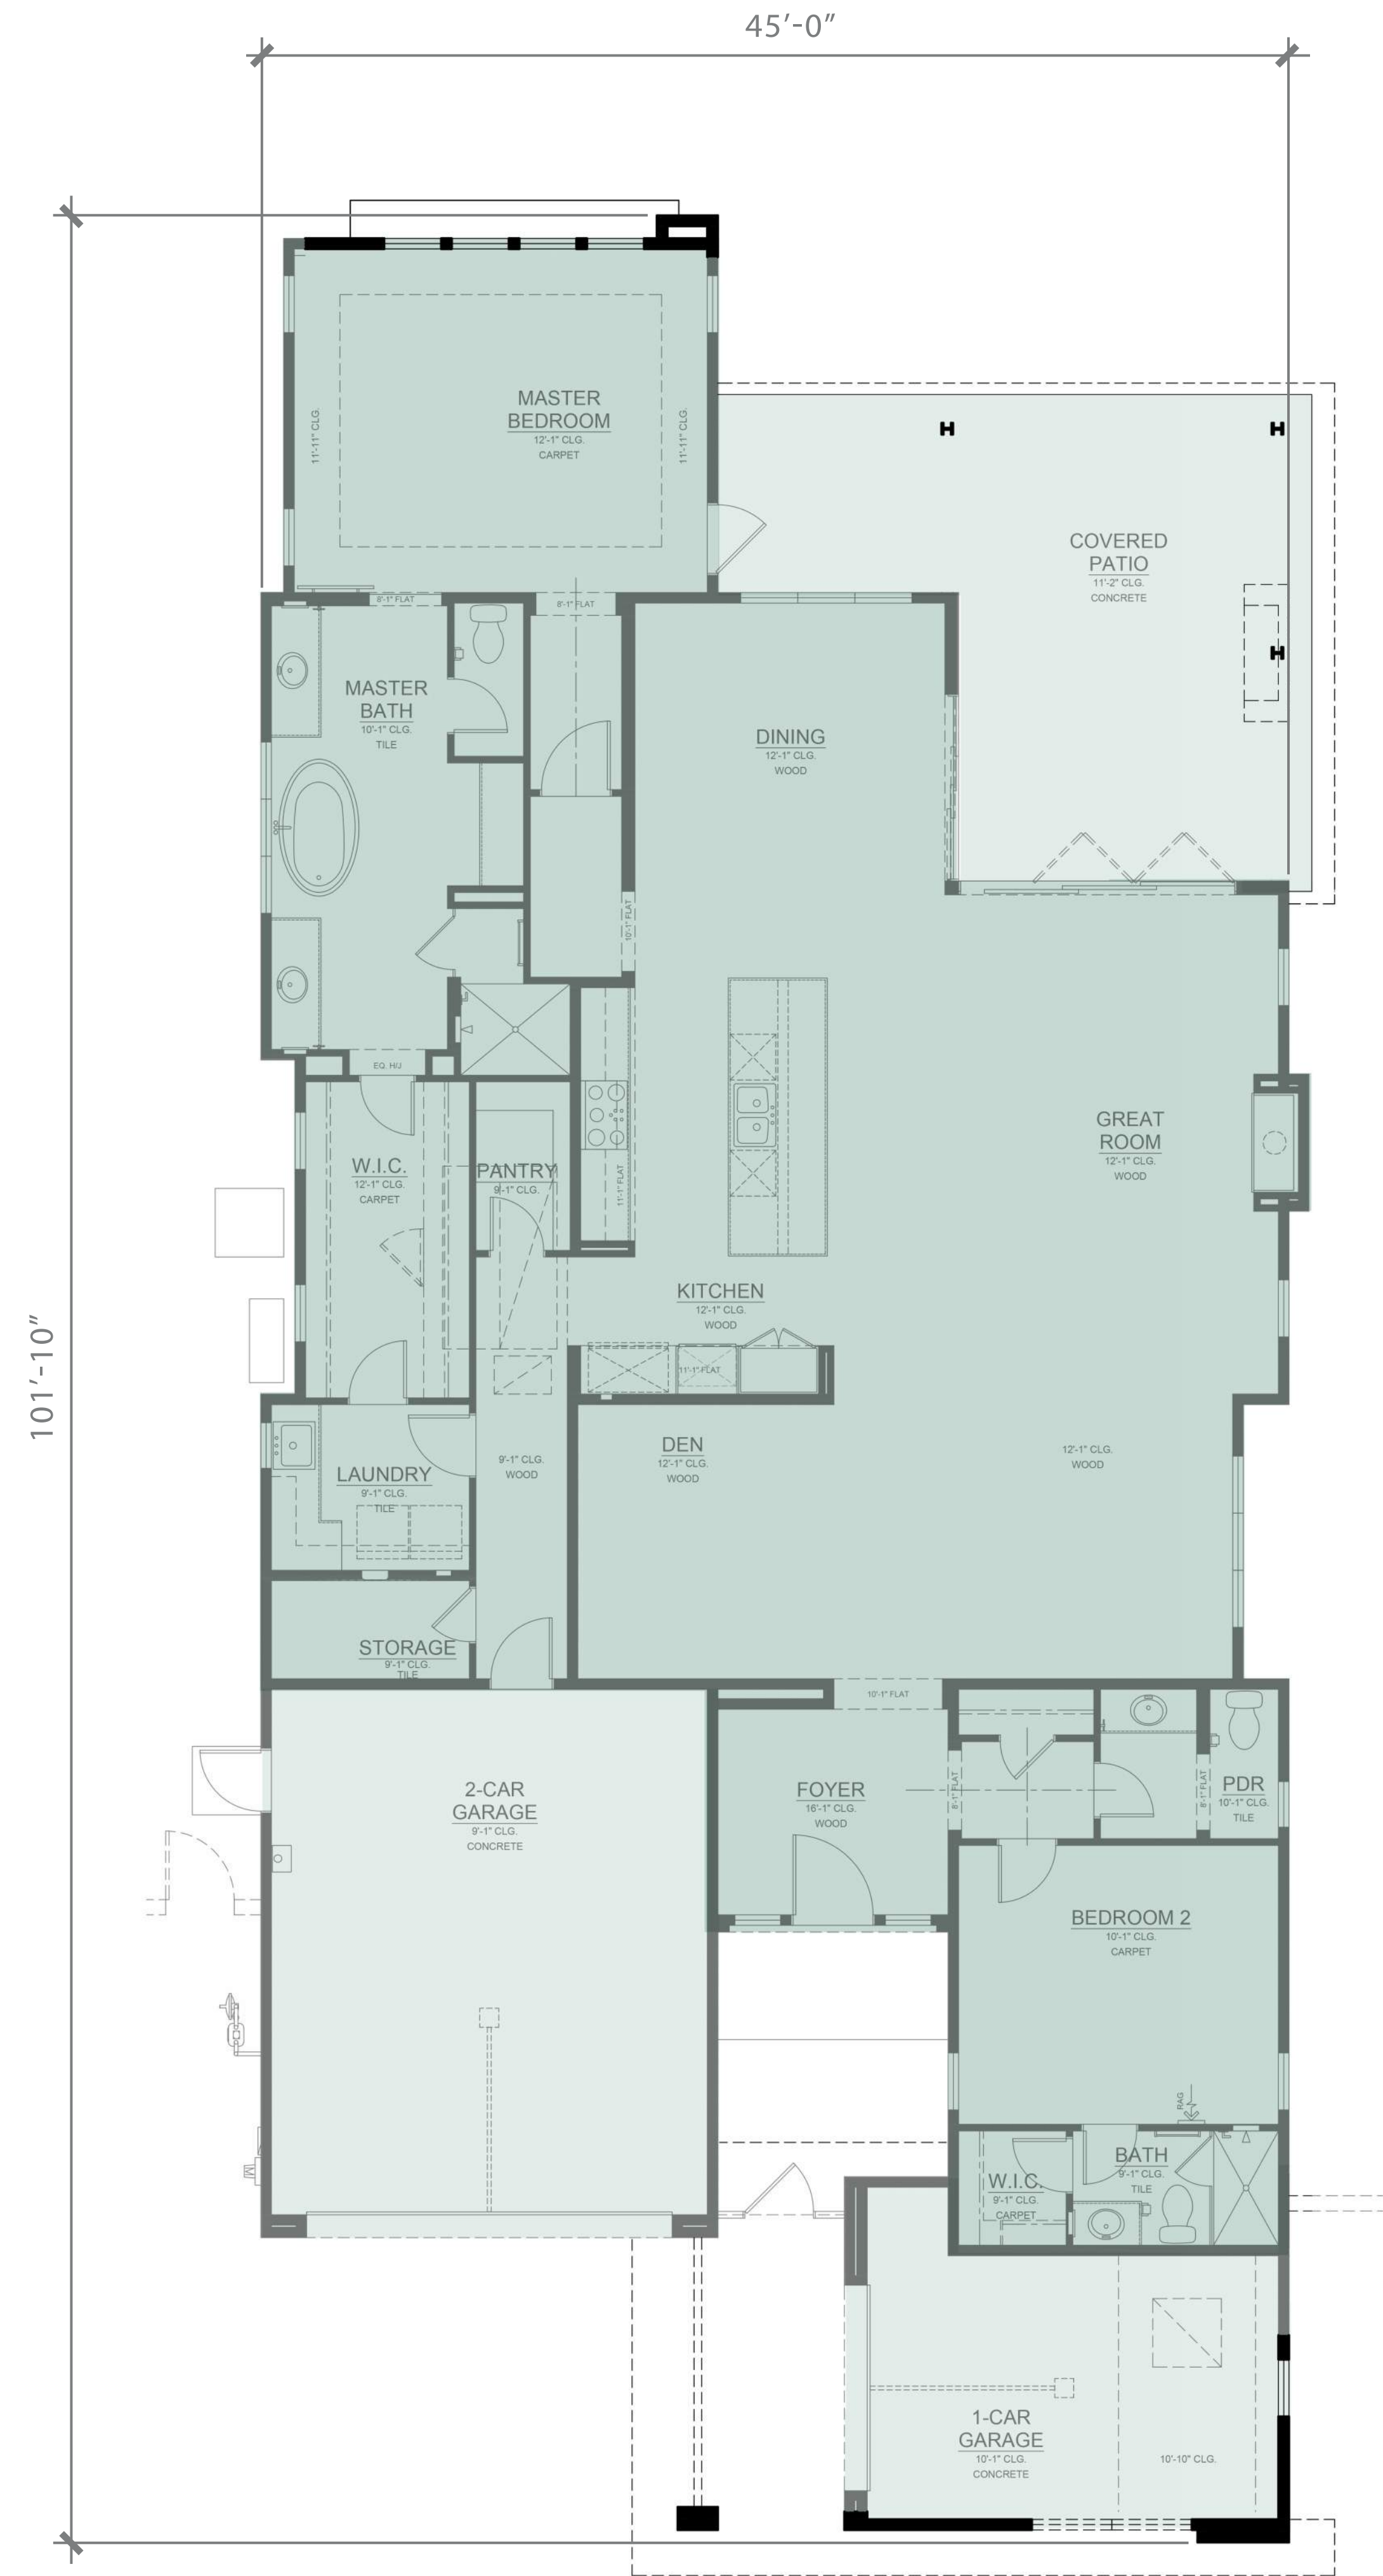 45'-0"
101'-10"
MASTER
BEDROOM
12'-1" CLG.
CARPET
11'-11" CLG.
11'-11" CLG.
COVERED
PATIO
11'-2" CLG.
CONCRETE
8'-1" FLAT
8'-1" FLAT
MASTER
BATH
10'-1" CLG.
TILE
DINING
12'-1" CLG.
WOOD
10'-1" FLAT
EQ. H/J
GREAT
ROOM
12'-1" CLG.
WOOD
W.I.C.
12'-1" CLG.
CARPET
PANTRY
9'-1" CLG.
11'-1" FLAT
KITCHEN
12'-1" CLG.
WOOD
11'-1" FLAT
DEN
12'-1" CLG.
WOOD
12'-1" CLG.
WOOD
9'-1" CLG.
WOOD
LAUNDRY
9'-1" CLG.
TILE
STORAGE
9'-1" CLG.
TILE
10'-1" FLAT
2-CAR
GARAGE
9'-1" CLG.
CONCRETE
FOYER
16'-1" CLG.
WOOD
8'-1" FLAT
8'-1" FLAT
PDR
10'-1" CLG.
TILE
BEDROOM 2
10'-1" CLG.
CARPET
RAG
BATH
9'-1" CLG.
TILE
W.I.C.
9'-1" CLG.
CARPET
M
1-CAR
GARAGE
10'-1" CLG.
CONCRETE
10'-10" CLG.